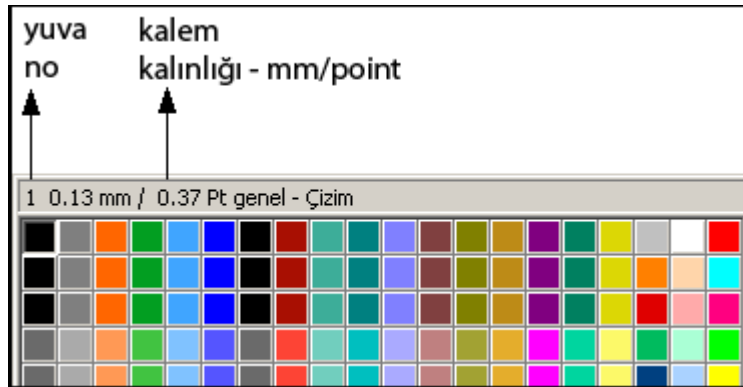 yuva kalem
no kalınlığı - mm/point
1 0.13 mm / 0.37 Pt genel - Çizim